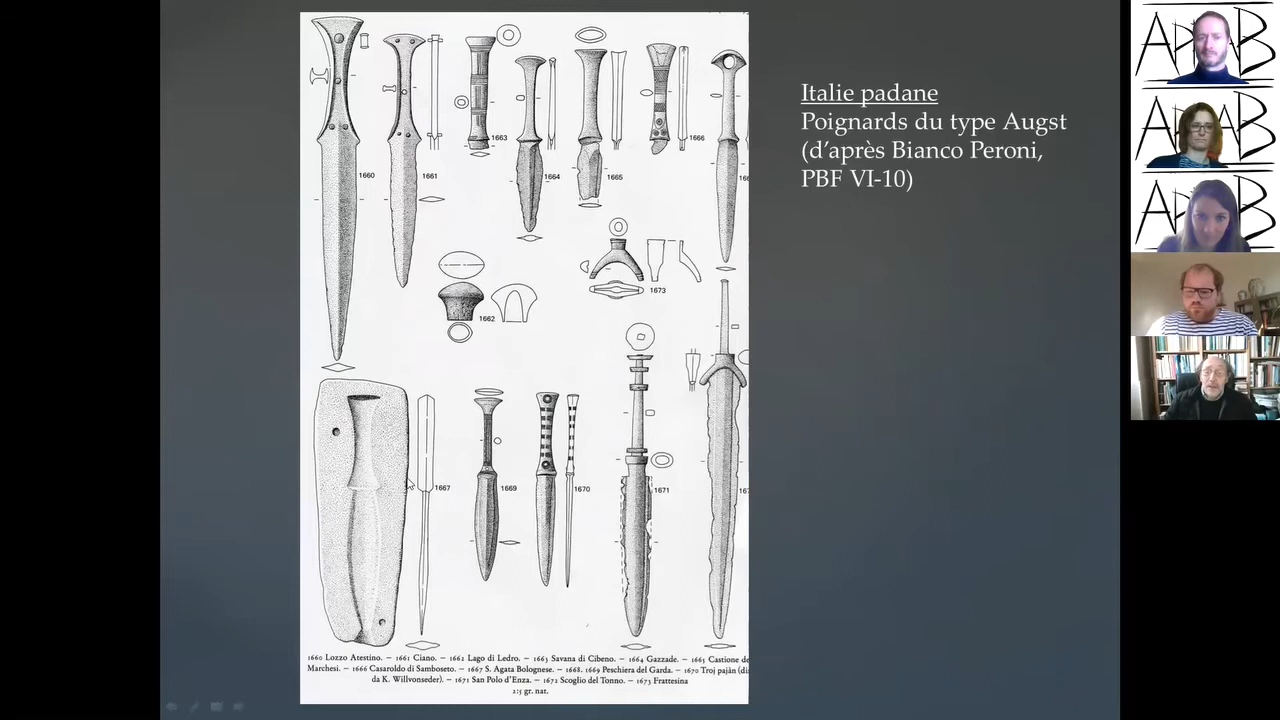 Italie padane
Poignards du type Augst
(d'après Bianco Peroni,
PBF VI-10)
1660
1661
1663
1664
1665
1666
1662
1673
1667
1669
1670
1671
1660 Lozzo Atestino. — 1661 Ciano. — 1662 Lago di Ledro. — 1663 Savana di Cibeno. — 1664 Gazzade. — 1665 Castione de
Marchesi. — 1666 Casaroldo di Samboseto. — 1667 S. Agata Bolognese. — 1668. 1669 Peschiera del Garda. — 1670 Troj pajàn (dis
da K. Willvonseder). — 1671 San Polo d'Enza. — 1672 Scoglio del Tonno. — 1673 Frattesina
2:5 gr. nat.